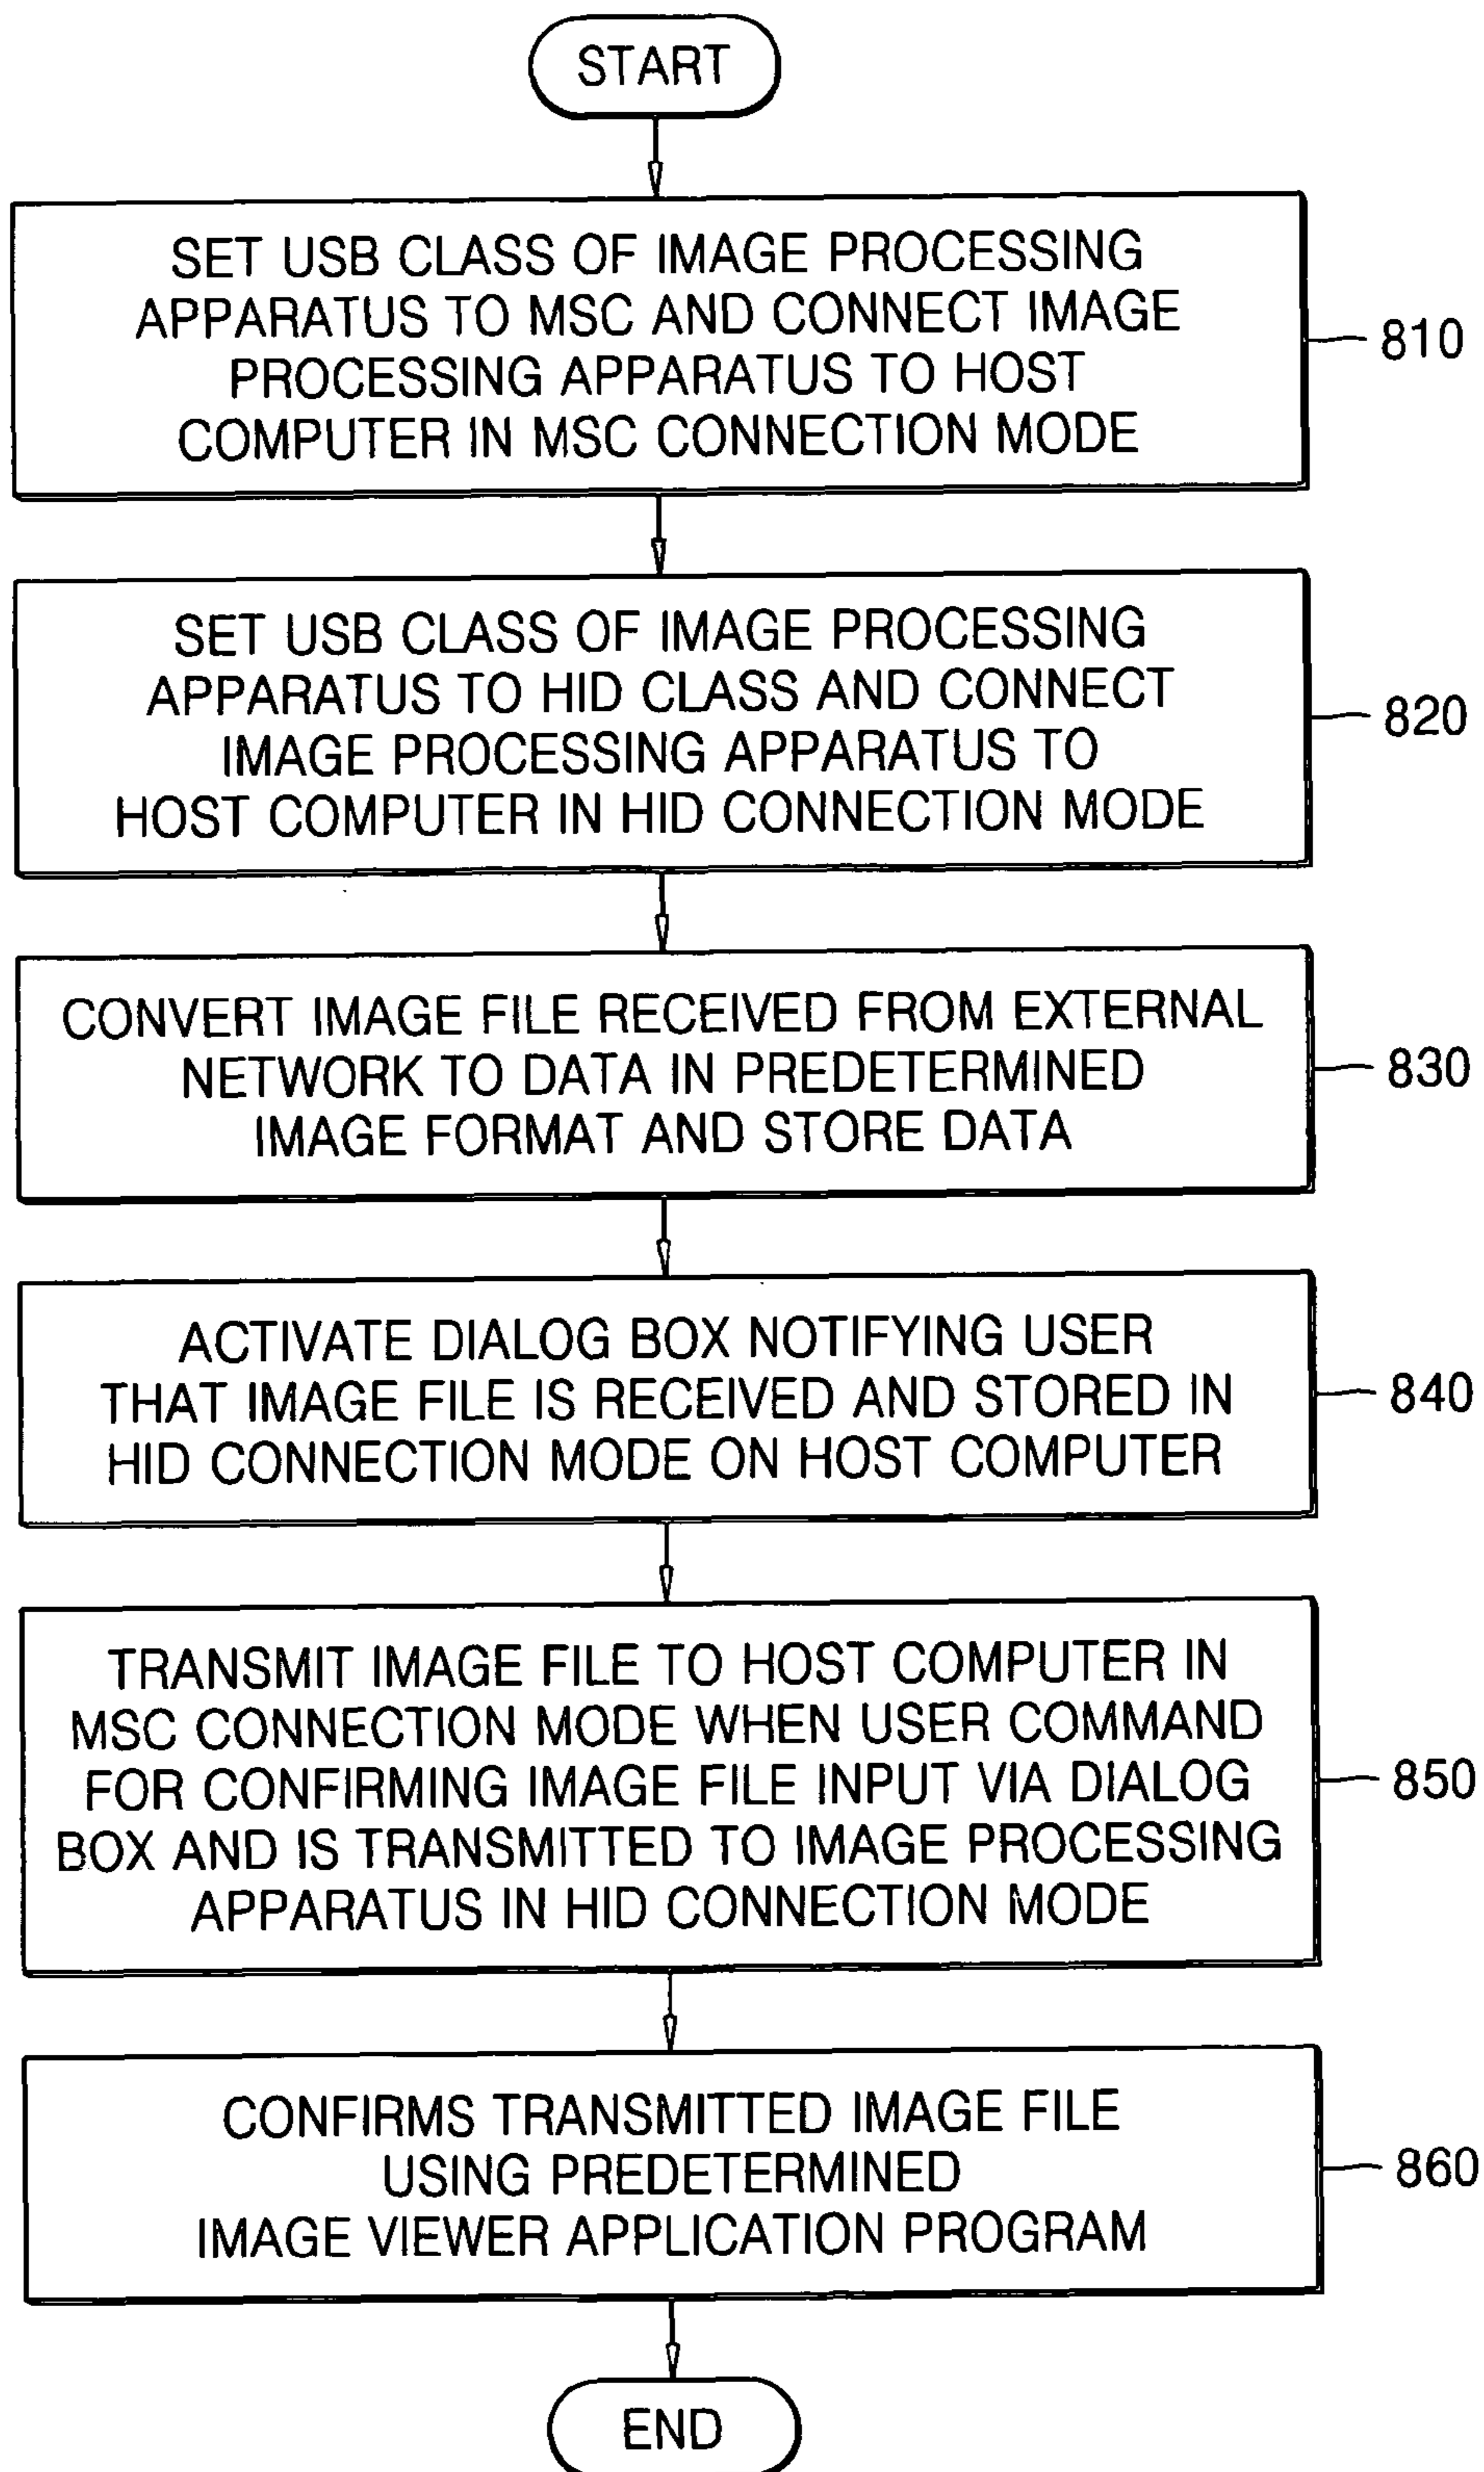 START
SET USB CLASS OF IMAGE PROCESSING
APPARATUS TO MSC AND CONNECT IMAGE
PROCESSING APPARATUS TO HOST
COMPUTER IN MSC CONNECTION MODE
810
SET USB CLASS OF IMAGE PROCESSING
APPARATUS TO HID CLASS AND CONNECT
IMAGE PROCESSING APPARATUS TO
HOST COMPUTER IN HID CONNECTION MODE
820
CONVERT IMAGE FILE RECEIVED FROM EXTERNAL
NETWORK TO DATA IN PREDETERMINED
IMAGE FORMAT AND STORE DATA
830
ACTIVATE DIALOG BOX NOTIFYING USER
THAT IMAGE FILE IS RECEIVED AND STORED IN
HID CONNECTION MODE ON HOST COMPUTER
840
TRANSMIT IMAGE FILE TO HOST COMPUTER IN
MSC CONNECTION MODE WHEN USER COMMAND
FOR CONFIRMING IMAGE FILE INPUT VIA DIALOG
BOX AND IS TRANSMITTED TO IMAGE PROCESSING
APPARATUS IN HID CONNECTION MODE
850
CONFIRMS TRANSMITTED IMAGE FILE
USING PREDETERMINED
IMAGE VIEWER APPLICATION PROGRAM
860
END